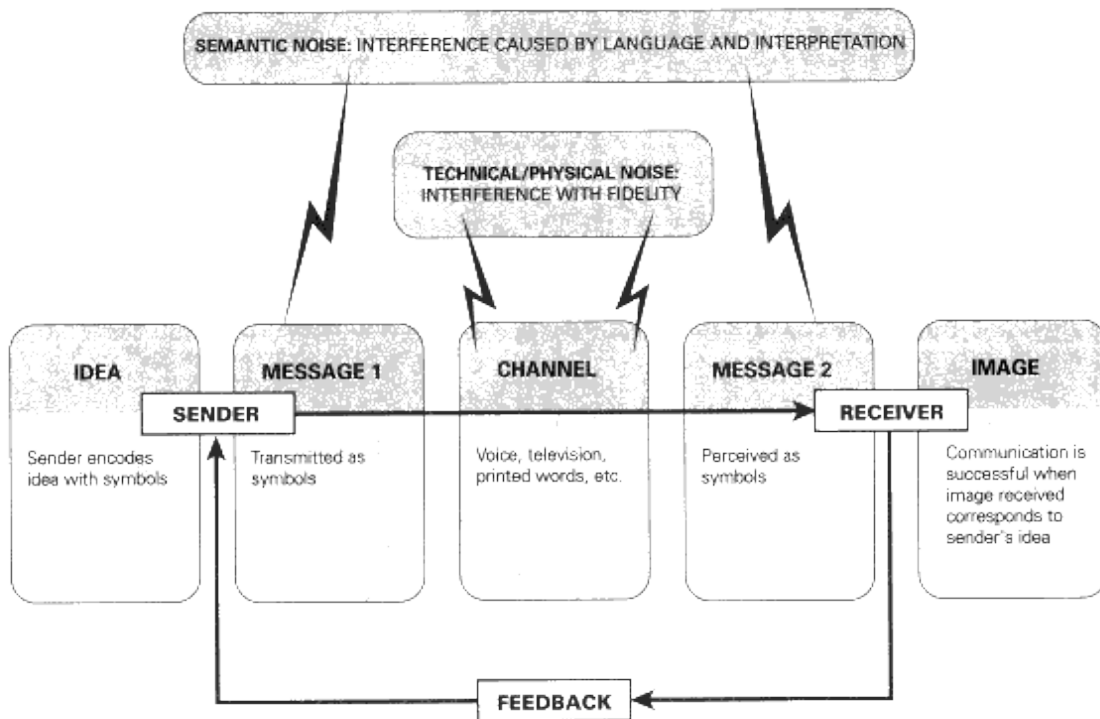 SEMANTIC NOISE: INTERFERENCE CAUSED BY LANGUAGE AND INTERPRETATION
TECHNICAL/PHYSICAL NOISE:
INTERFERENCE WITH FIDELITY
IDEA
MESSAGE 1
CHANNEL
MESSAGE 2
IMAGE
SENDER
RECEIVER
Sender encodes
idea with symbols
Transmitted as
symbols
Voice, television,
printed words, etc.
Perceived as
symbols
Communication is
successful when
image received
corresponds to
sender's idea
FEEDBACK